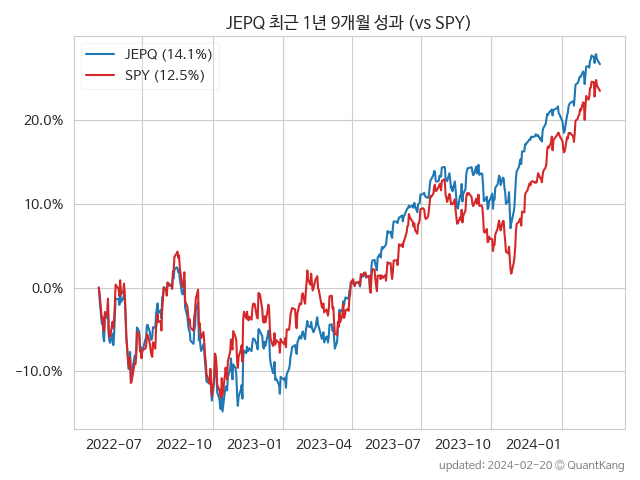 JEPQ 최근 1년 9개월 성과 (vs SPY)
JEPQ (14.1%)
SPY (12.5%)
20.0%
10.0%
0.0%
−10.0%
2022-07 2022-10 2023-01 2023-04 2023-07 2023-10 2024-01
updated: 2024-02-20 © QuantKang